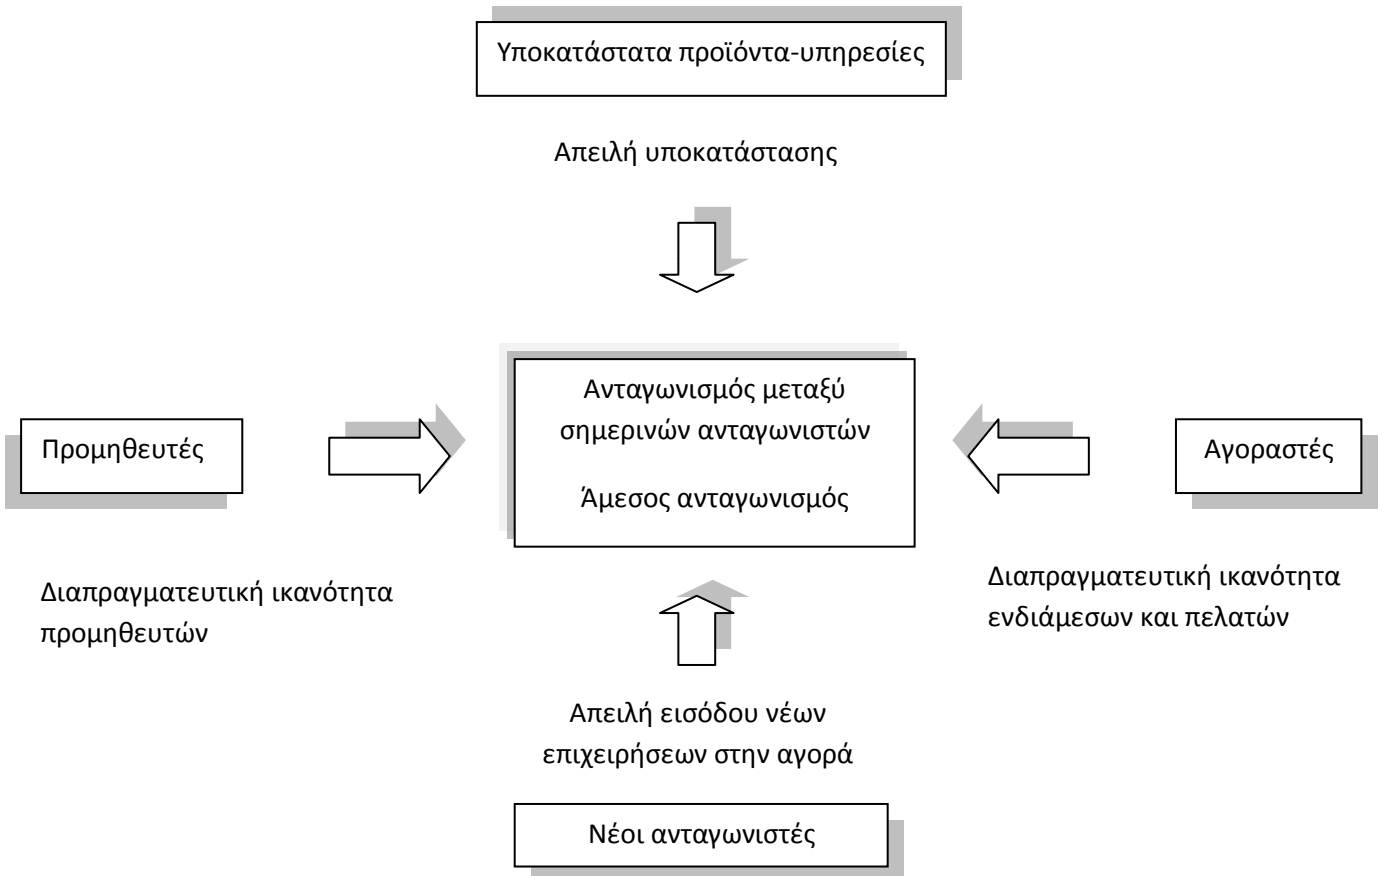 Υποκατάστατα προϊόντα-υπηρεσίες
Απειλή υποκατάστασης
Ανταγωνισμός μεταξύ
σημερινών ανταγωνιστών
Άμεσος ανταγωνισμός
Προμηθευτές
Αγοραστές
Διαπραγματευτική ικανότητα
προμηθευτών
Διαπραγματευτική ικανότητα
ενδιάμεσων και πελατών
Απειλή εισόδου νέων
επιχειρήσεων στην αγορά
Νέοι ανταγωνιστές